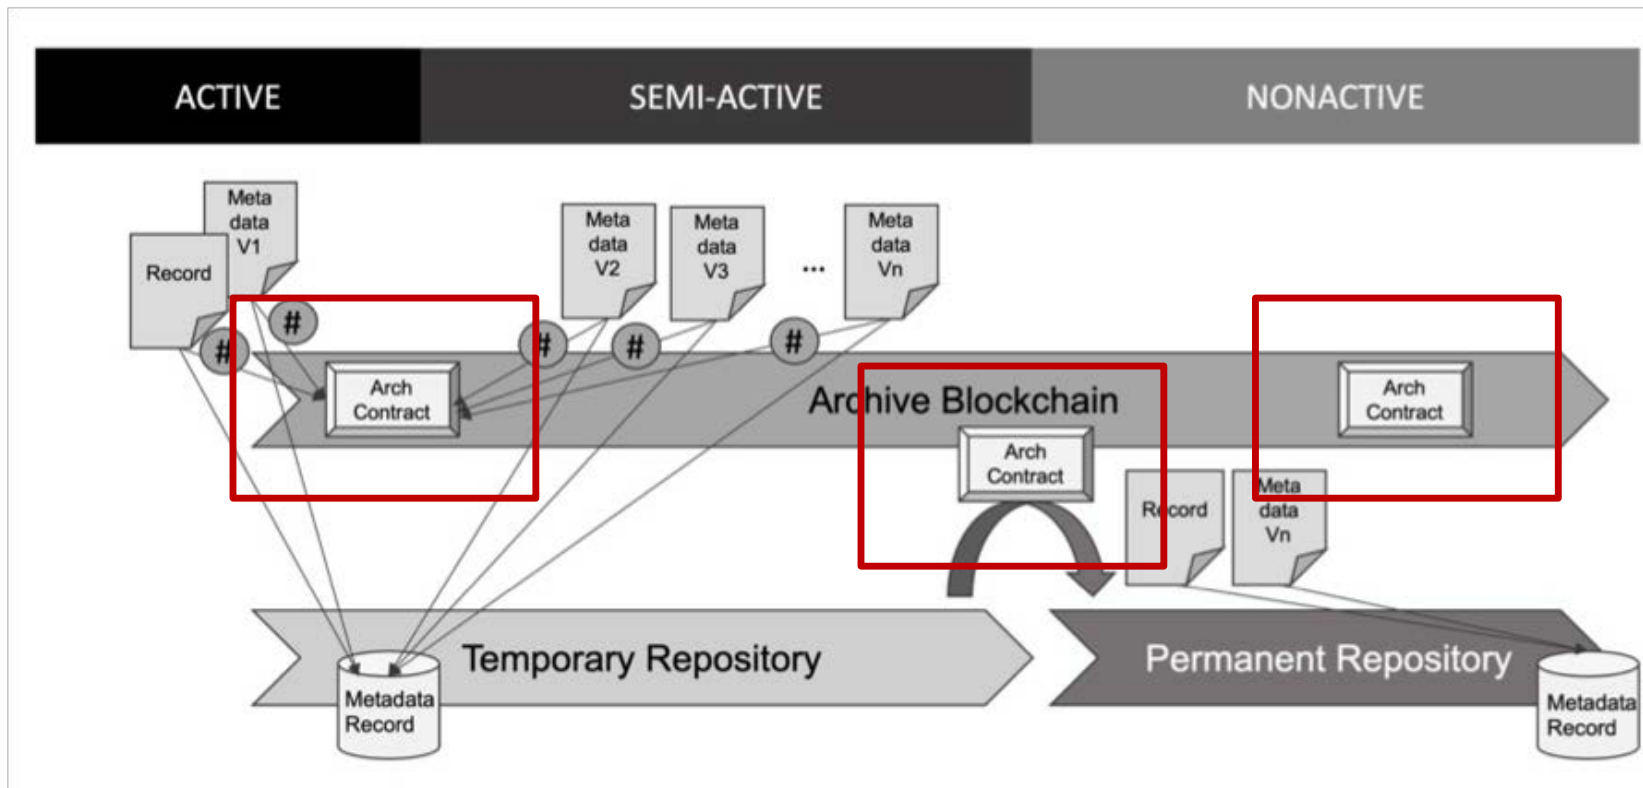 ACTIVE
SEMI-ACTIVE
NONACTIVE
Meta
data
V1
Record
Meta
data
V2
Meta
data
V3
...
Meta
data
Vn
#
#
#
#
#
Arch
Contract
Archive Blockchain
Arch
Contract
Arch
Contract
Record
Meta
data
Vn
Temporary Repository
Permanent Repository
Metadata
Record
Metadata
Record